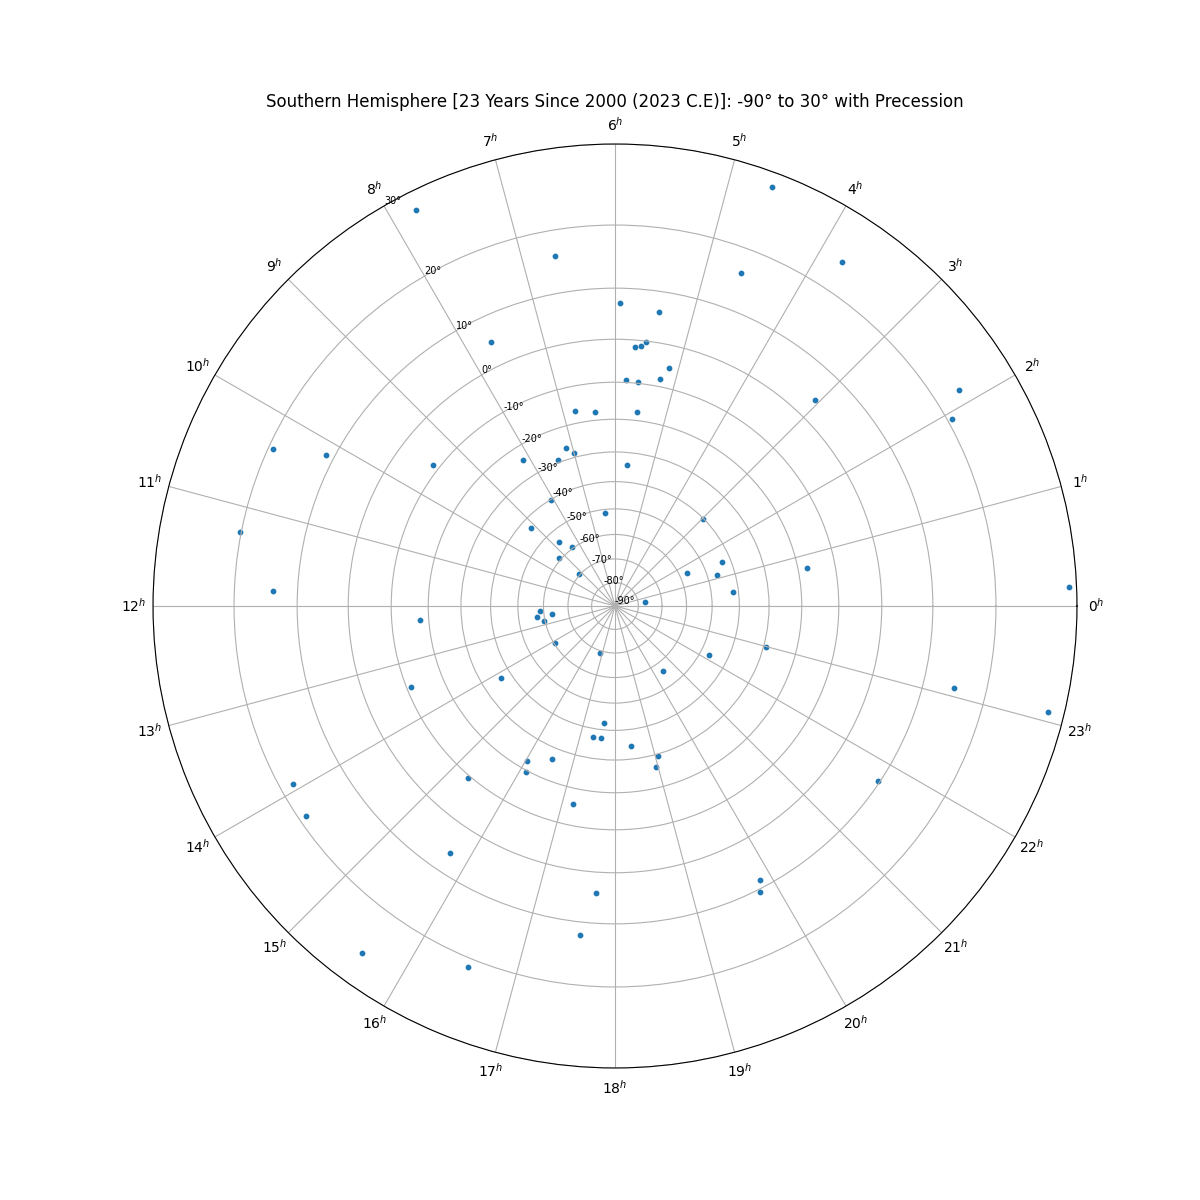 Southern Hemisphere [23 Years Since 2000 (2023 C.E)]: -90° to 30° with Precession
6h
7h
5h
8h
4h
30°
9h
3h
20°
10°
10h
2h
0°
-10°
-20°
-30°
11h
1h
-40°
-50°
-60°
-70°
-80°
-90°
12h
0h
13h
23h
14h
22h
15h
21h
16h
20h
17h
19h
18h